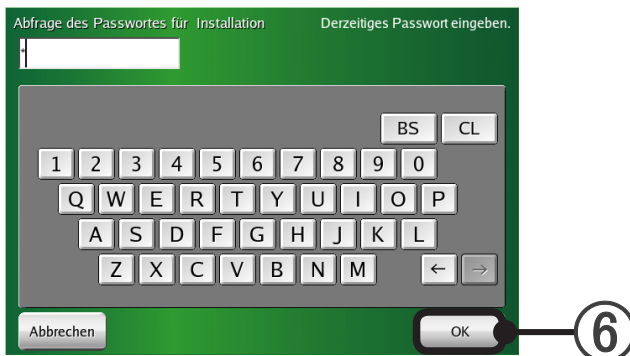 Abfrage des Passwortes für Installation Derzeitiges Passwort eingeben.
*
BS CL
1 2 3 4 5 6 7 8 9 0
Q W E R T Y U I O P
A S D F G H J K L
Z X C V B N M ← →
Abbrechen OK 6